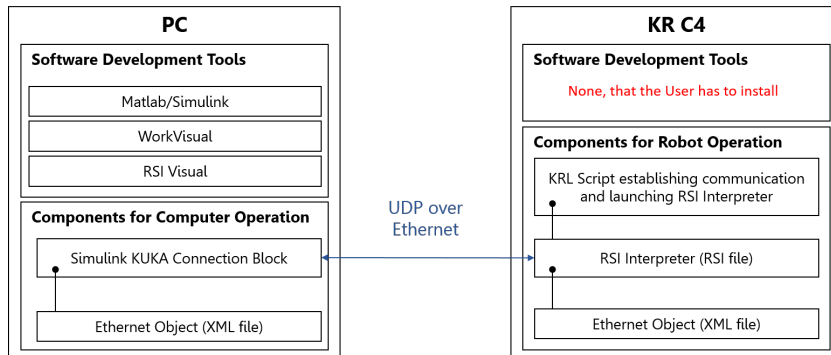 PC
Software Development Tools
Matlab/Simulink
WorkVisual
RSI Visual
Components for Computer Operation
Simulink KUKA Connection Block
Ethernet Object (XML file)
UDP over
Ethernet
KR C4
Software Development Tools
None, that the User has to install
Components for Robot Operation
KRL Script establishing communication
and launching RSI Interpreter
RSI Interpreter (RSI file)
Ethernet Object (XML file)